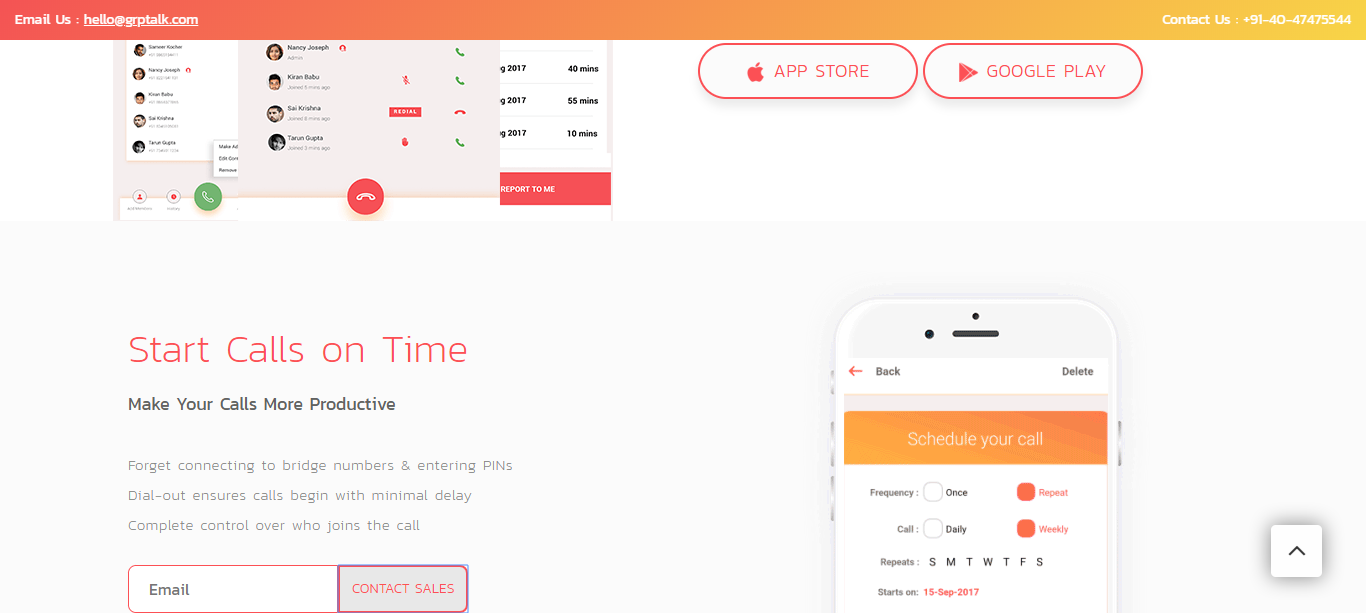 Email Us : hello@grptalk.com
Contact Us : +91-40-47475544
Sameer Kocher
Nancy Joseph
Kiran Babu
Sai Krishna
Tarun Gupta
Make Ad
Edit Con
Remove
Nancy Joseph
Admin
Kiran Babu
Joined 5 mins ago
Sai Krishna
Joined 8 mins ago
REDIAL
Tarun Gupta
Joined 3 mins ago
g 2017 40 mins
g 2017 55 mins
g 2017 10 mins
REPORT TO ME
APP STORE
GOOGLE PLAY
Start Calls on Time
Make Your Calls More Productive
Forget connecting to bridge numbers & entering PINs
Dial-out ensures calls begin with minimal delay
Complete control over who joins the call
Email
CONTACT SALES
Back Delete
Schedule your call
Frequency : Once Repeat
Call : Daily Weekly
Repeats : S M T W T F S
Starts on: 15-Sep-2017